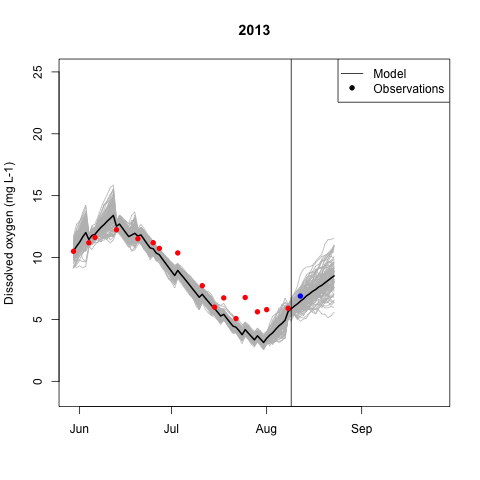 2013
Model
Observations
Dissolved oxygen (mg L-1)
25
20
15
10
5
0
Jun
Jul
Aug
Sep